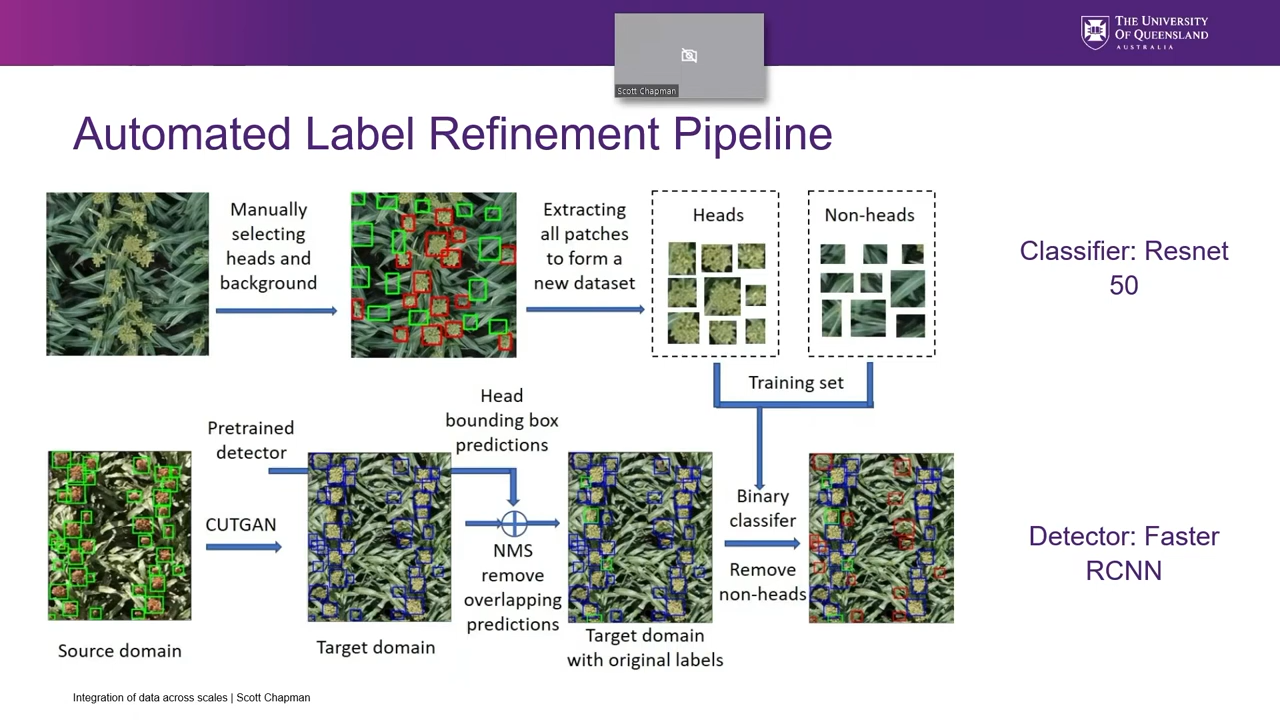 THE UNIVERSITY
OF QUEENSLAND
AUSTRALIA
Scott Chapman
Automated Label Refinement Pipeline
Manually
selecting
heads and
background
Extracting
all patches
to form a
new dataset
Heads
Non-heads
Classifier: Resnet
50
Training set
Pretrained
detector
Head
bounding box
predictions
CUTGAN
NMS
remove
overlapping
predictions
Binary
classifer
Remove
non-heads
Detector: Faster
RCNN
Source domain
Target domain
Target domain
with original labels
Integration of data across scales | Scott Chapman